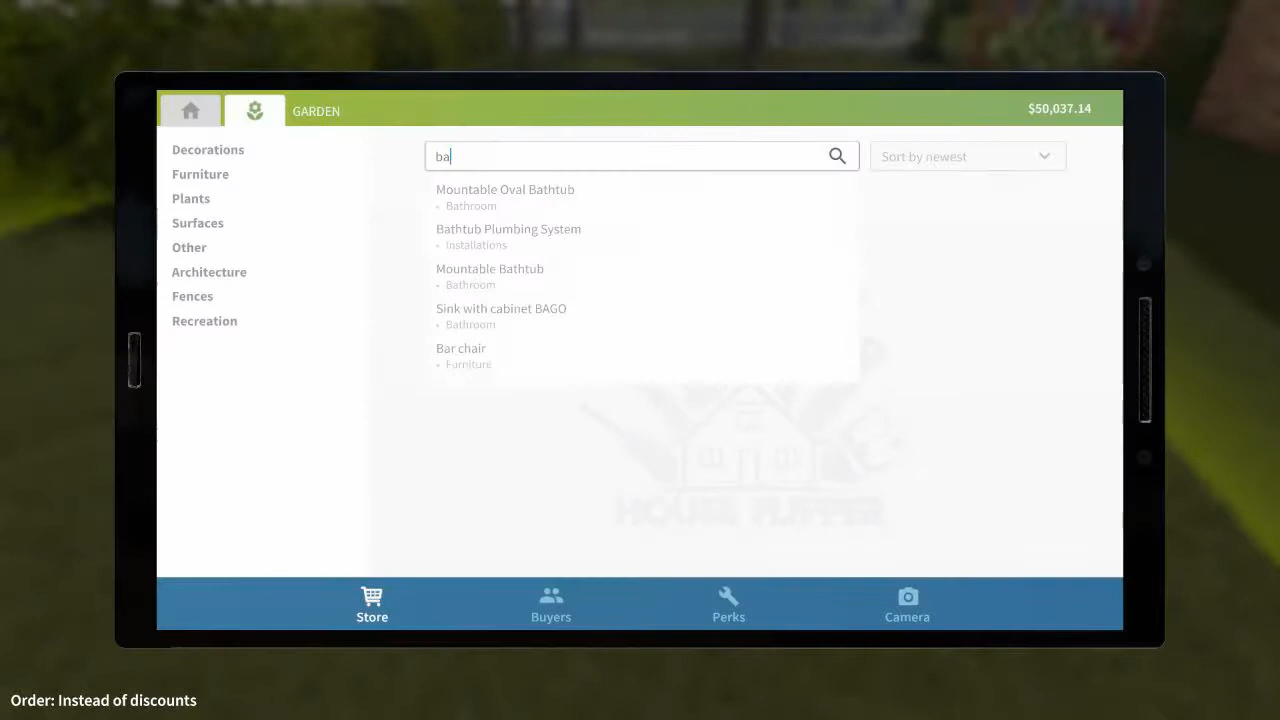 GARDEN
$50,037.14
Decorations
Furniture
Plants
Surfaces
Other
Architecture
Fences
Recreation
ba
Sort by newest
Mountable Oval Bathtub
• Bathroom
Bathtub Plumbing System
• Installations
Mountable Bathtub
• Bathroom
Sink with cabinet BAGO
• Bathroom
Bar chair
• Furniture
HOUSE FLIPPER
Store
Buyers
Perks
Camera
Order: Instead of discounts